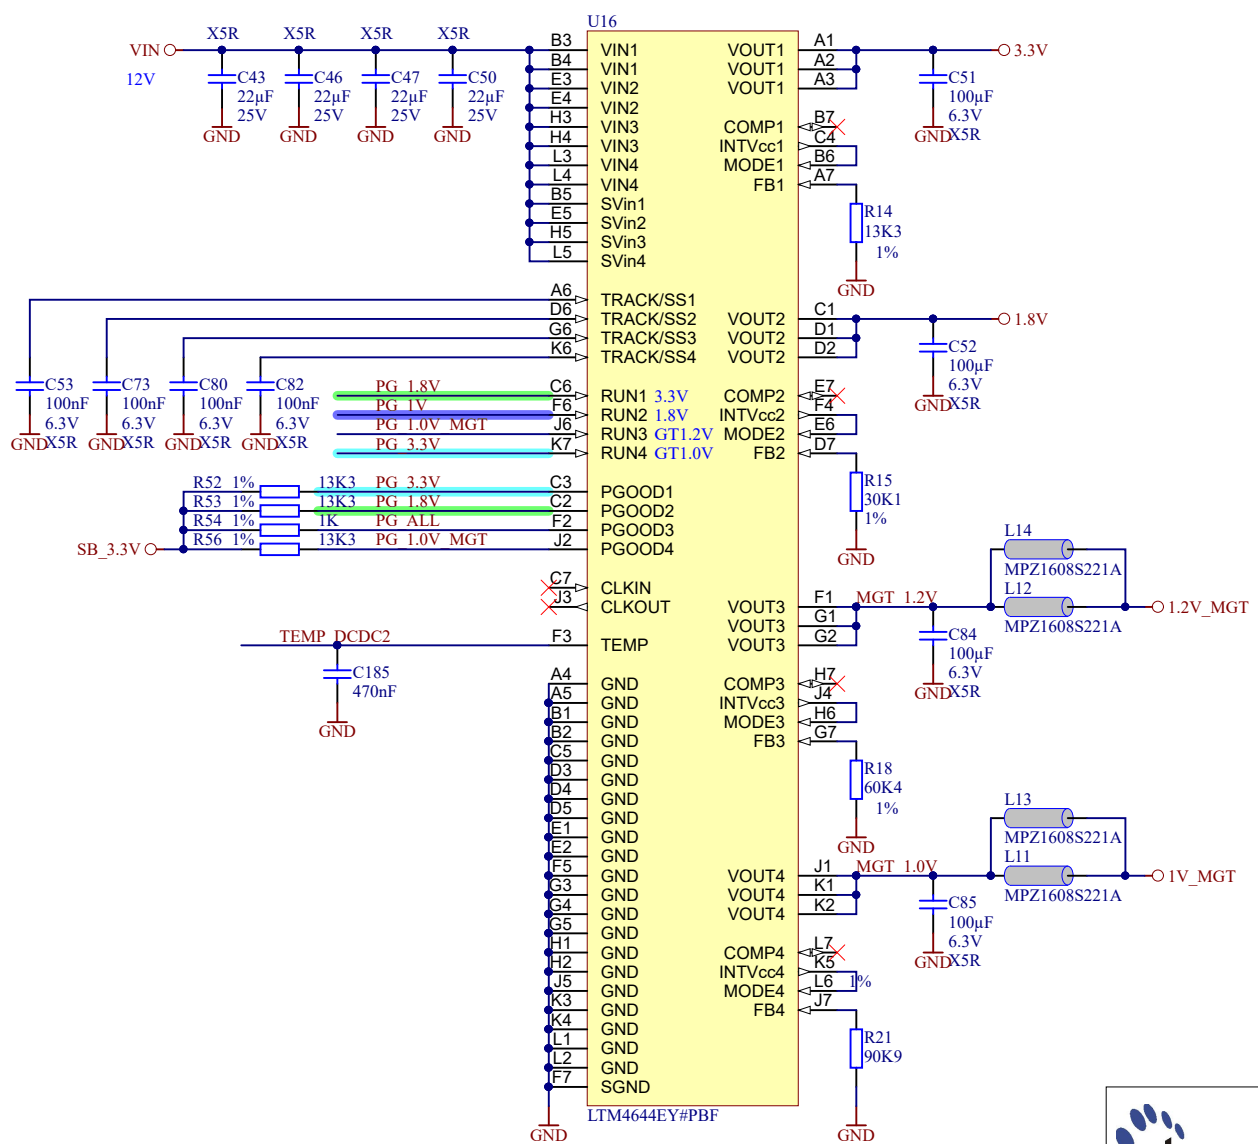 U16
VIN
12V
X5R X5R X5R X5R
C43 22µF 25V GND
C46 22µF 25V GND
C47 22µF 25V GND
C50 22µF 25V GND
B3 VIN1
B4 VIN1
E3 VIN2
E4 VIN2
H3 VIN3
H4 VIN3
L3 VIN4
L4 VIN4
B5 SVin1
E5 SVin2
H5 SVin3
L5 SVin4
A6 TRACK/SS1
D6 TRACK/SS2
G6 TRACK/SS3
K6 TRACK/SS4
C53 100nF 6.3V GND X5R
C73 100nF 6.3V GND X5R
C80 100nF 6.3V GND X5R
C82 100nF 6.3V GND X5R
PG_1.8V C6 RUN1 3.3V
PG_1V F6 RUN2 1.8V
PG_1.0V_MGT J6 RUN3 GT1.2V
PG_3.3V K7 RUN4 GT1.0V
R52 1% 13K3 PG_3.3V C3 PGOOD1
R53 1% 13K3 PG_1.8V C2 PGOOD2
R54 1% 1K PG_ALL F2 PGOOD3
R56 1% 13K3 PG_1.0V_MGT J2 PGOOD4
SB_3.3V
C7 CLKIN
J3 CLKOUT
TEMP_DCDC2 F3 TEMP
C185
470nF
GND
A4 GND
A5 GND
B1 GND
B2 GND
C5 GND
D3 GND
D4 GND
D5 GND
E1 GND
E2 GND
F5 GND
G3 GND
G4 GND
G5 GND
H1 GND
H2 GND
J5 GND
K3 GND
K4 GND
L1 GND
L2 GND
F7 SGND
GND
VOUT1 A1 3.3V
VOUT1 A2
VOUT1 A3
C51 100µF 6.3V GND X5R
COMP1 B7
INTVcc1 C4
MODE1 B6
FB1 A7
R14
13K3
1%
GND
VOUT2 C1 1.8V
VOUT2 D1
VOUT2 D2
C52 100µF 6.3V GND X5R
COMP2 E7
INTVcc2 F4
MODE2 E6
FB2 D7
R15
30K1
1%
GND
L14
MPZ1608S221A
L12
MPZ1608S221A
VOUT3 F1 MGT_1.2V 1.2V_MGT
VOUT3 G1
VOUT3 G2
C84 100µF 6.3V GND X5R
COMP3 H7
INTVcc3 J4
MODE3 H6
FB3 G7
R18
60K4
1%
GND
L13
MPZ1608S221A
L11
MPZ1608S221A
VOUT4 J1 MGT_1.0V 1V_MGT
VOUT4 K1
VOUT4 K2
C85 100µF 6.3V GND X5R
COMP4 L7
INTVcc4 K5
MODE4 L6 1%
FB4 J7
R21
90K9
GND
LTM4644EY#PBF